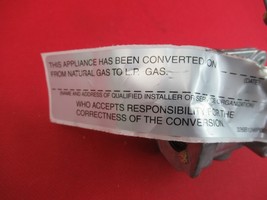 THIS APPLIANCE HAS BEEN CONVERTED ON
FROM NATURAL GAS TO L.P. GAS.
NAME AND ADDRESS OF QUALIFIED INSTALLER OR SERVICE ORGANIZATION
WHO ACCEPTS RESPONSIBILITY FOR THE
CORRECTNESS OF THE CONVERSION.